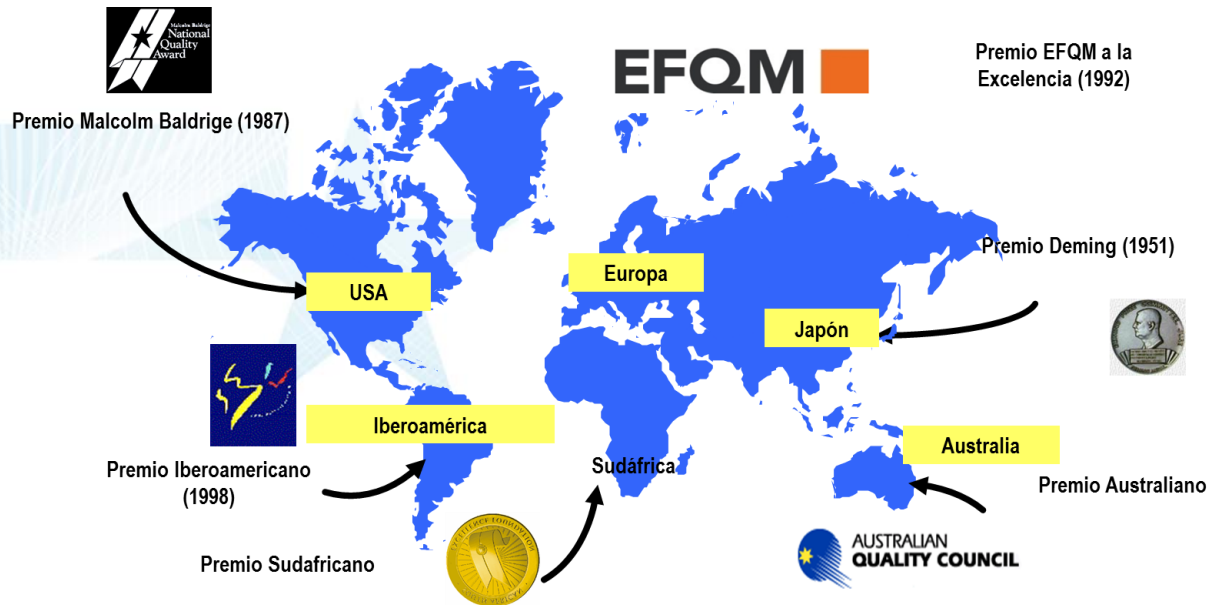 Malcolm Baldrige
National
Quality
Award
EFQM
Premio EFQM a la
Excelencia (1992)
Premio Malcolm Baldrige (1987)
Premio Deming (1951)
Europa
USA
Japón
Iberoamérica
Australia
Premio Iberoamericano
(1998)
Sudáfrica
Premio Australiano
Premio Sudafricano
AUSTRALIAN
QUALITY COUNCIL